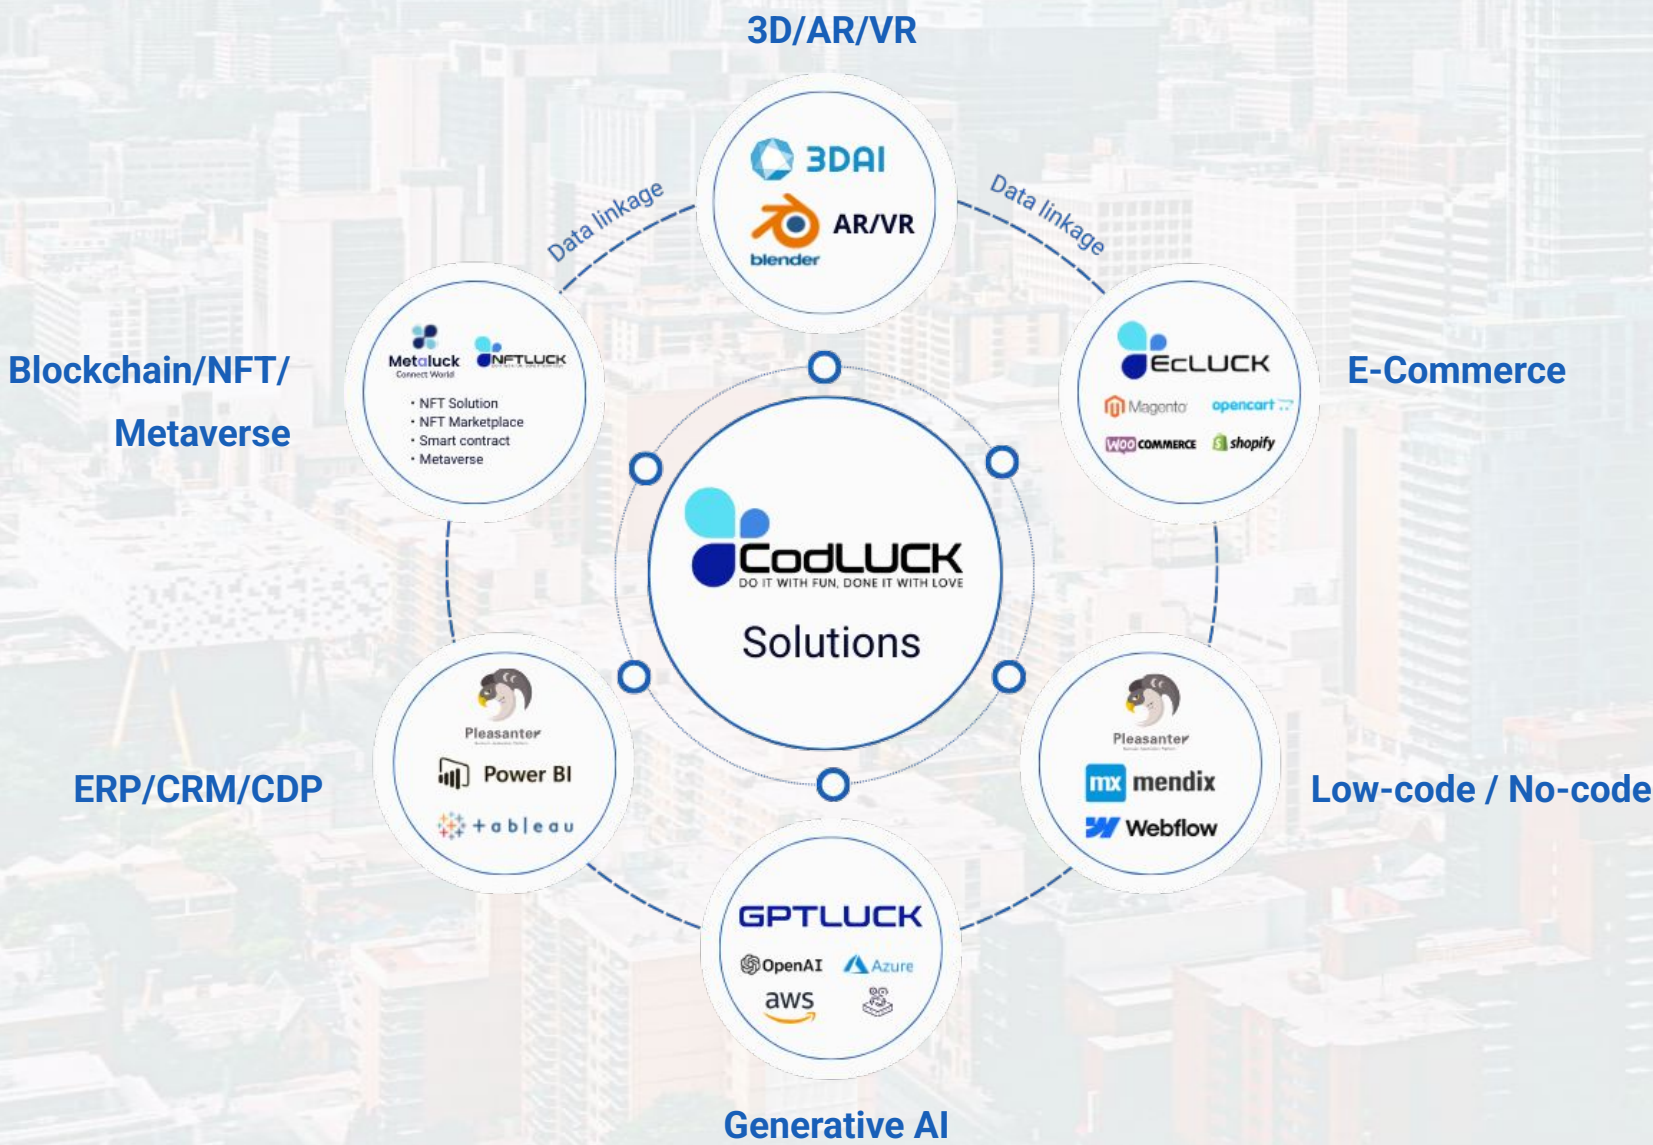 3D/AR/VR
3DAI
blender
AR/VR
Data linkage
Data linkage
Blockchain/NFT/
Metaverse
Metaluck
Connect World
NFTLUCK
• NFT Solution
• NFT Marketplace
• Smart contract
• Metaverse
ECLUCK
Magento
opencart
WOO COMMERCE
shopify
E-Commerce
CODLUCK
DO IT WITH FUN, DONE IT WITH LOVE
Solutions
ERP/CRM/CDP
Pleasanter
Power BI
+ableau
Pleasanter
mx mendix
Webflow
Low-code / No-code
GPTLUCK
OpenAI
Azure
aws
Generative AI